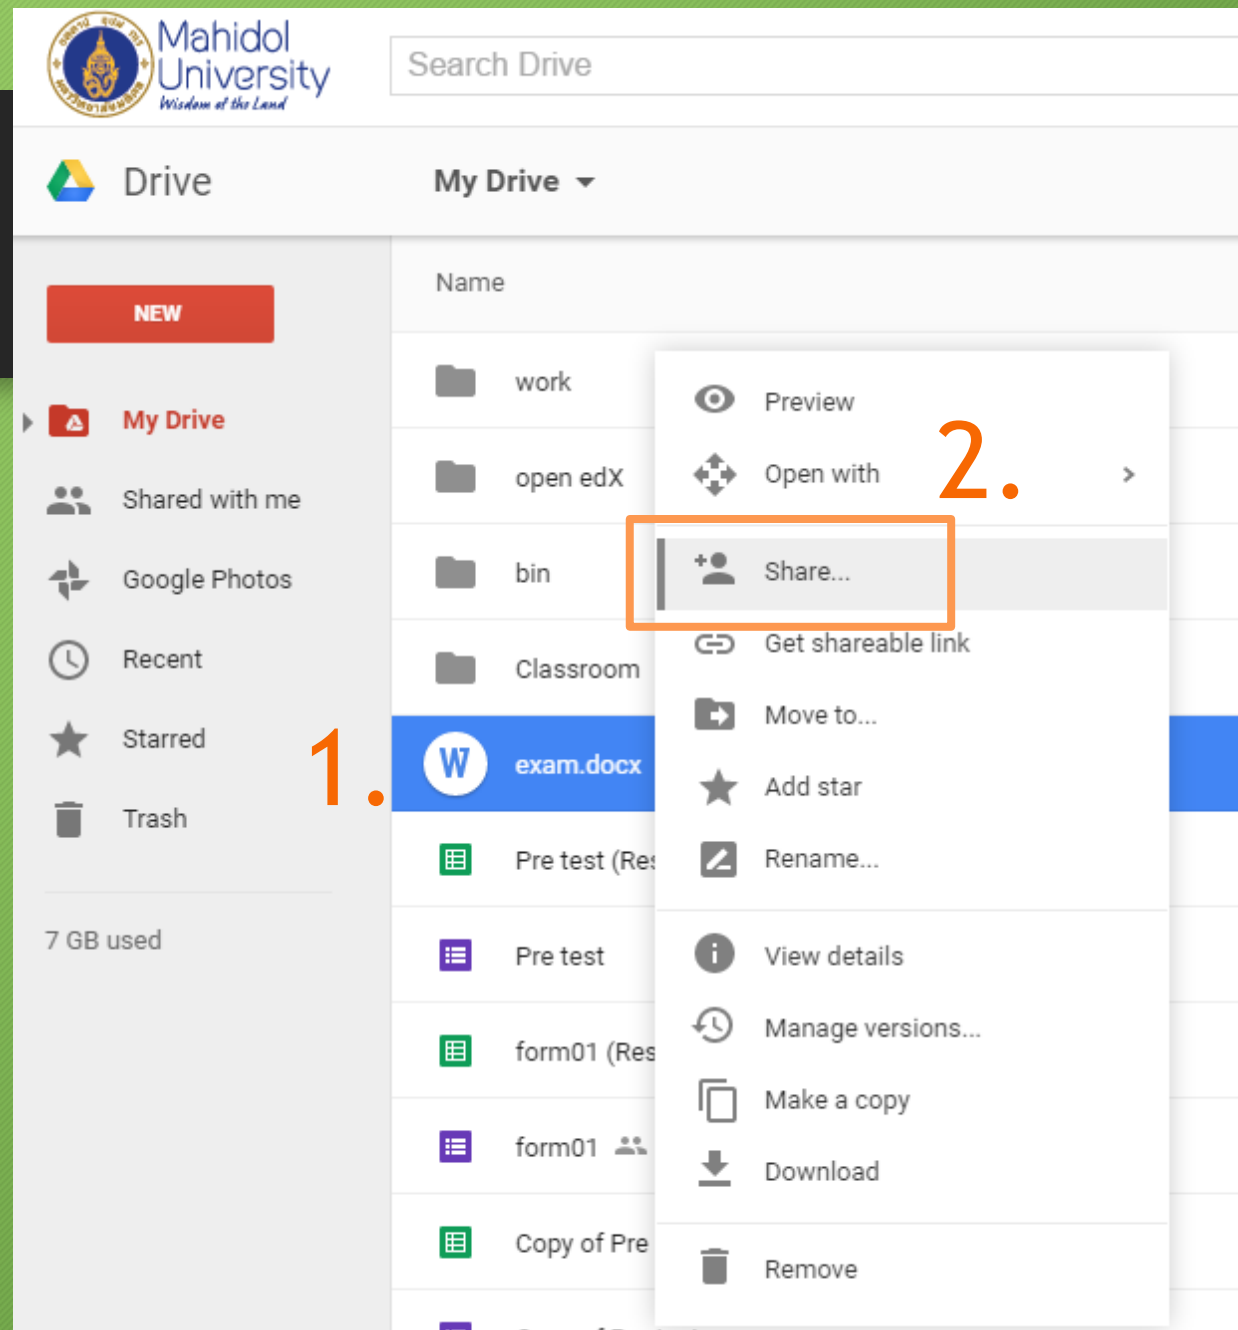 Mahidol
University
Wisdom of the Land
Search Drive
Drive
My Drive
NEW
My Drive
Shared with me
Google Photos
Recent
Starred
Trash
7 GB used
Name
work
open edX
bin
Classroom
1.
exam.docx
Pre test (Res
Pre test
form01 (Res
form01
Copy of Pre
2.
Preview
Open with
Share...
Get shareable link
Move to...
Add star
Rename...
View details
Manage versions...
Make a copy
Download
Remove